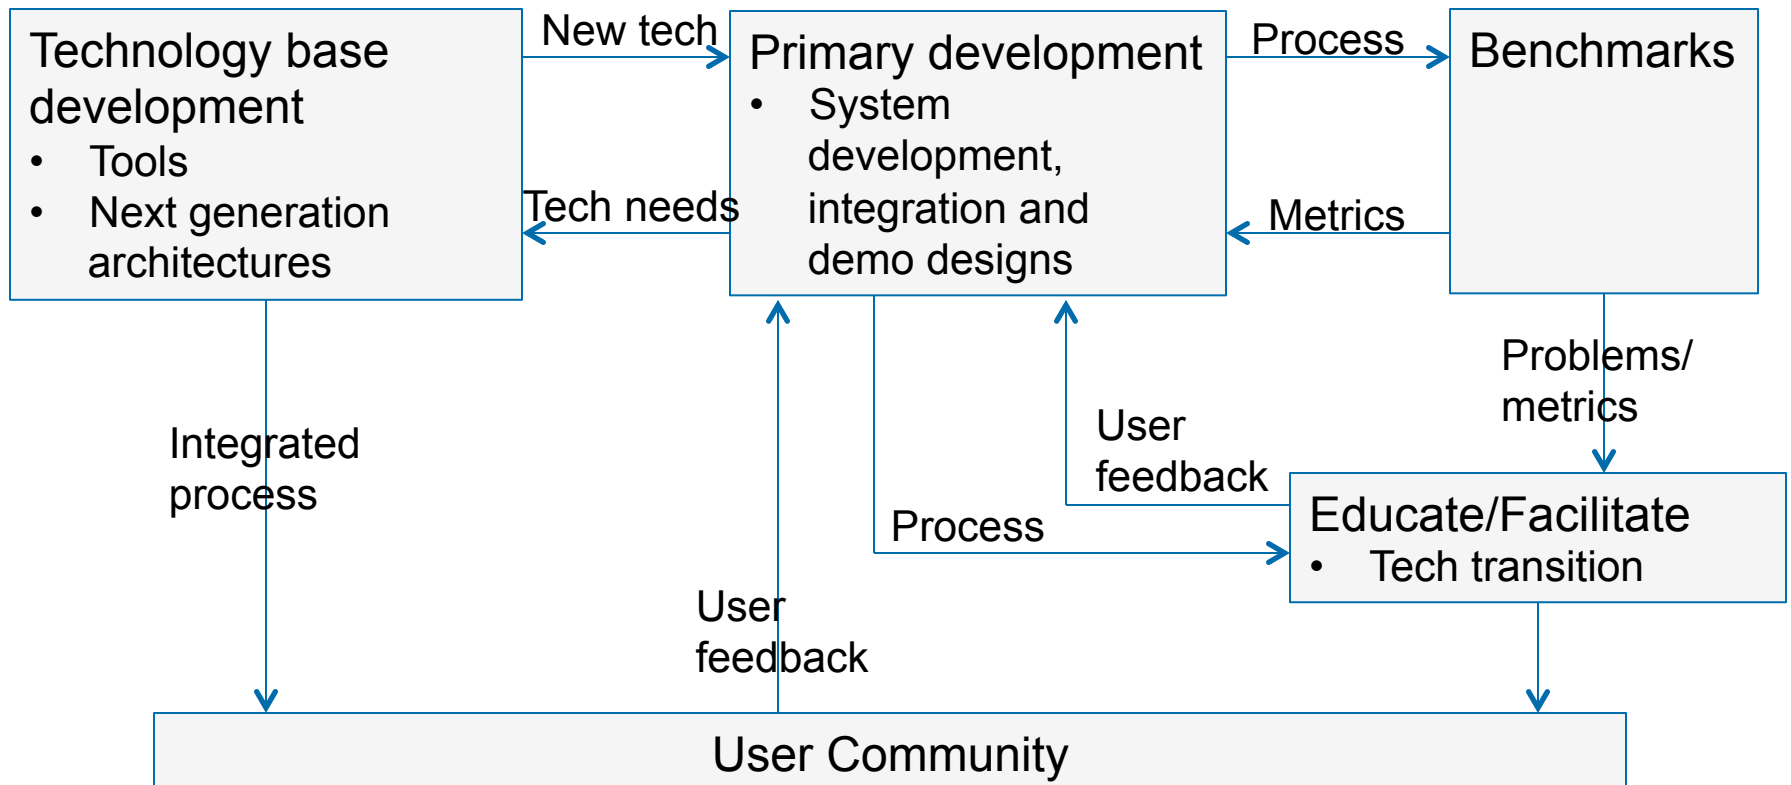 Technology base
development
• Tools
• Next generation
architectures
New tech
Tech needs
Primary development
• System
development,
integration and
demo designs
Process
Metrics
Benchmarks
Problems/
metrics
Integrated
process
User
feedback
Process
Educate/Facilitate
• Tech transition
User
feedback
User Community